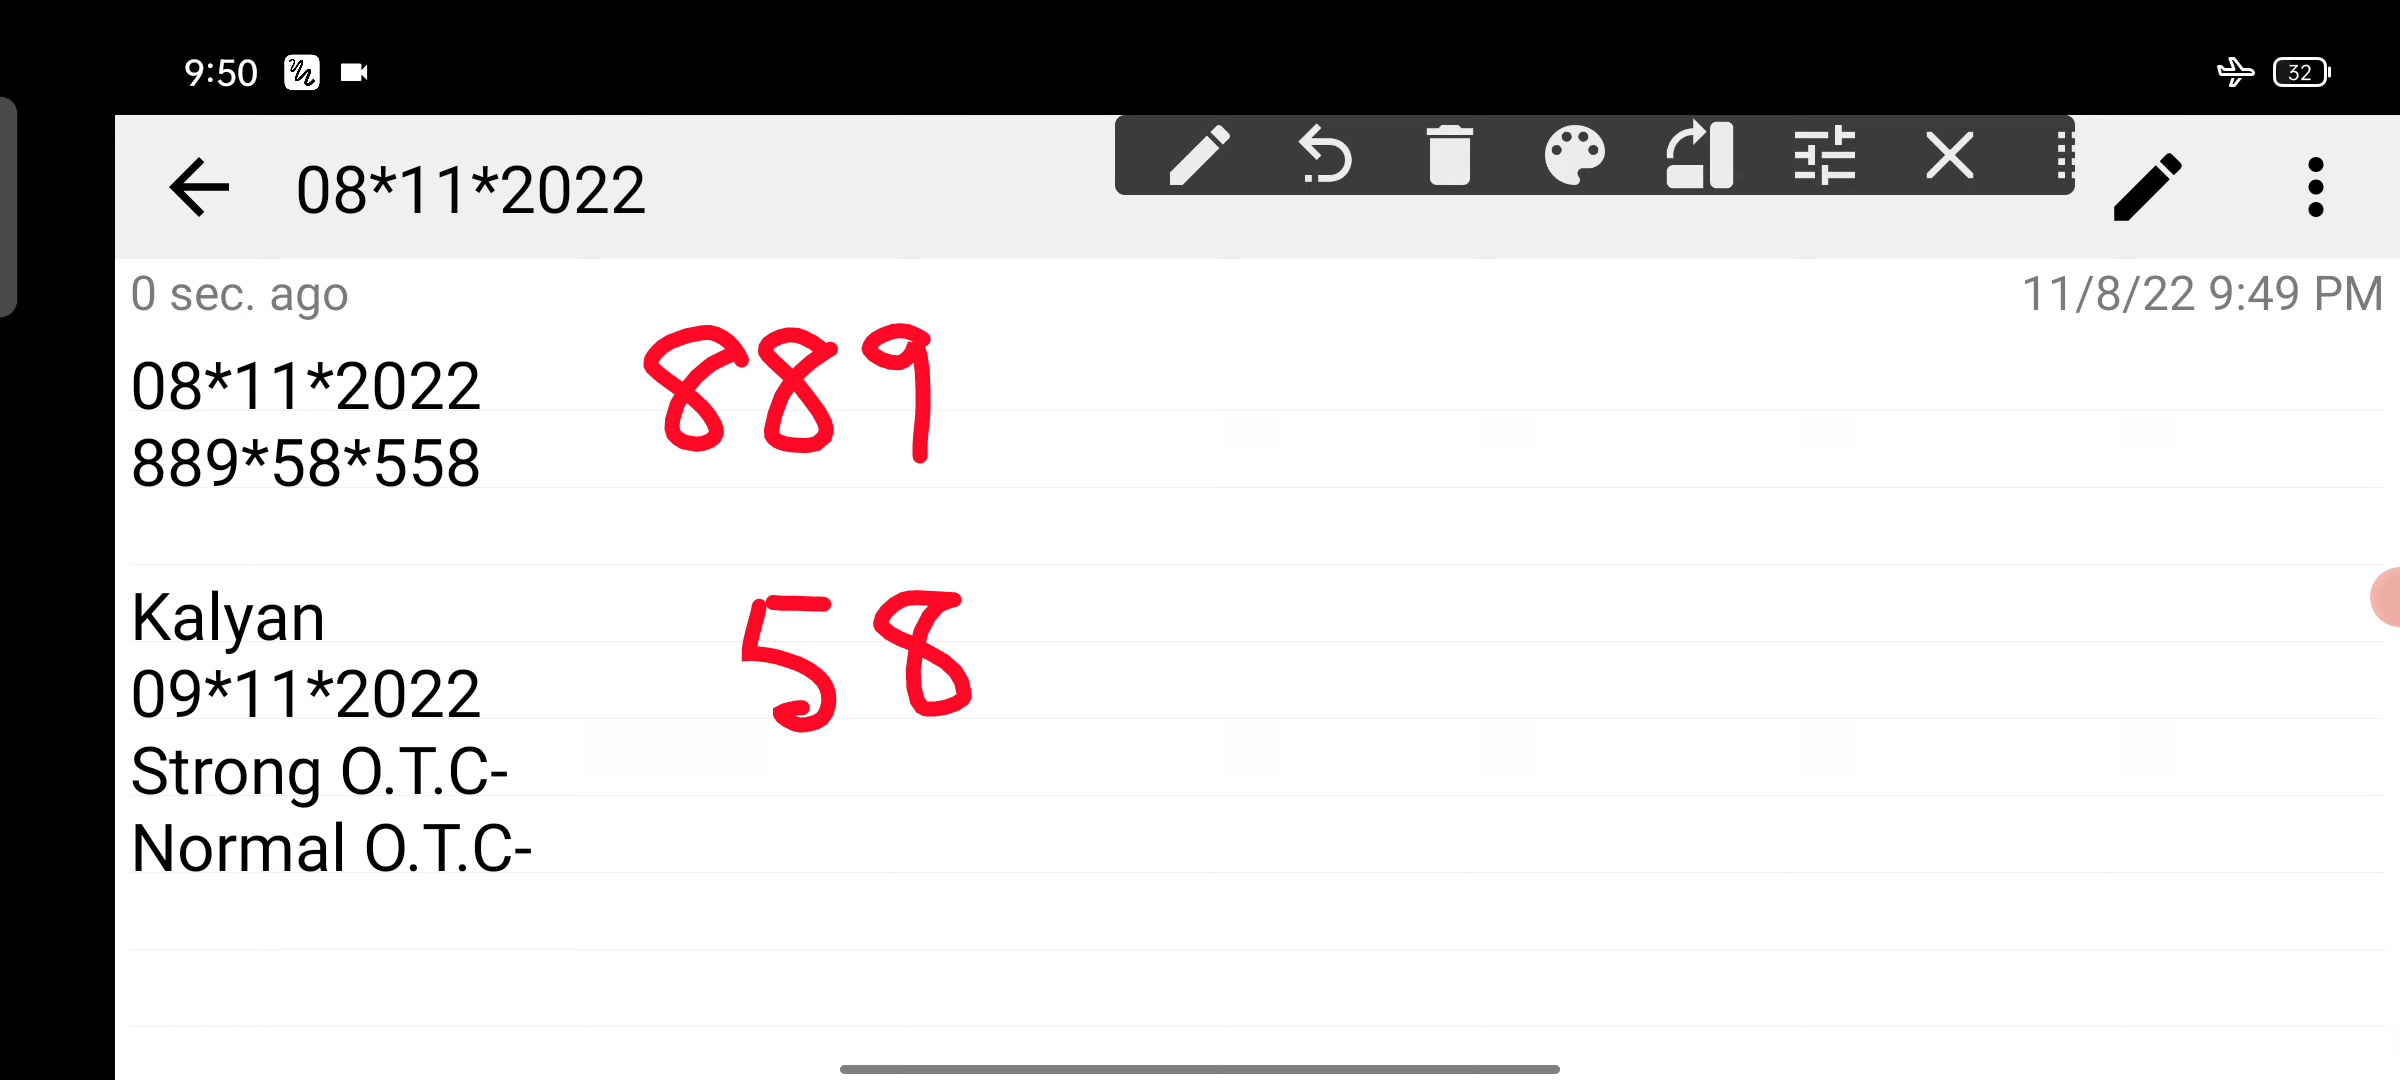 9:50 32
08*11*2022
0 sec. ago 11/8/22 9:49 PM
08*11*2022 889
889*58*558
Kalyan 58
09*11*2022
Strong O.T.C-
Normal O.T.C-